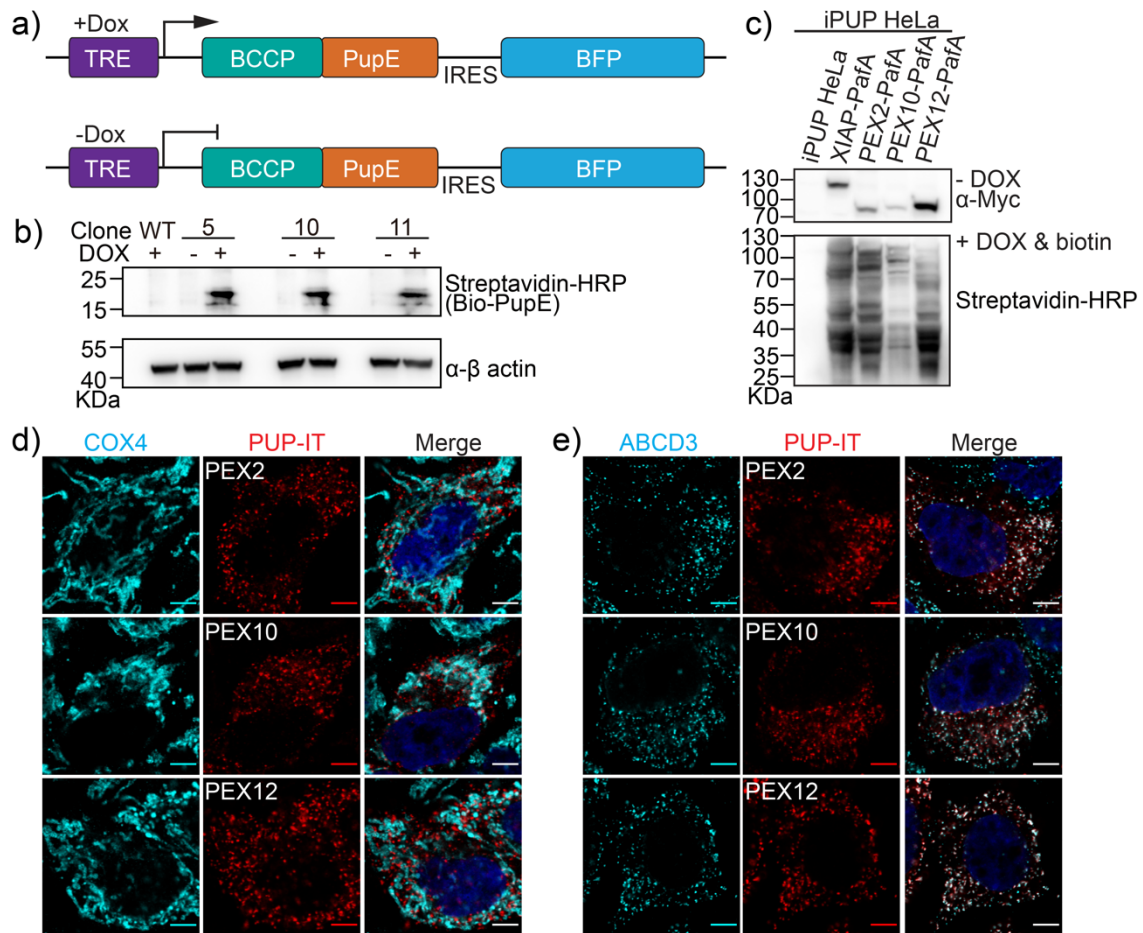 a)
+Dox
TRE
BCCP
PupE
IRES
BFP
-Dox
TRE
BCCP
PupE
IRES
BFP
b)
Clone WT 5 10 11
DOX + - + - + - +
25
15
Streptavidin-HRP
(Bio-PupE)
55
40
α-β actin
KDa
c)
iPUP HeLa
iPUP HeLa
XIAP-PafA
PEX2-PafA
PEX10-PafA
PEX12-PafA
130
100
70
- DOX
α-Myc
130
100
70
55
40
35
25
+ DOX & biotin
Streptavidin-HRP
KDa
d)
COX4 PUP-IT Merge
PEX2
PEX10
PEX12
e)
ABCD3 PUP-IT Merge
PEX2
PEX10
PEX12